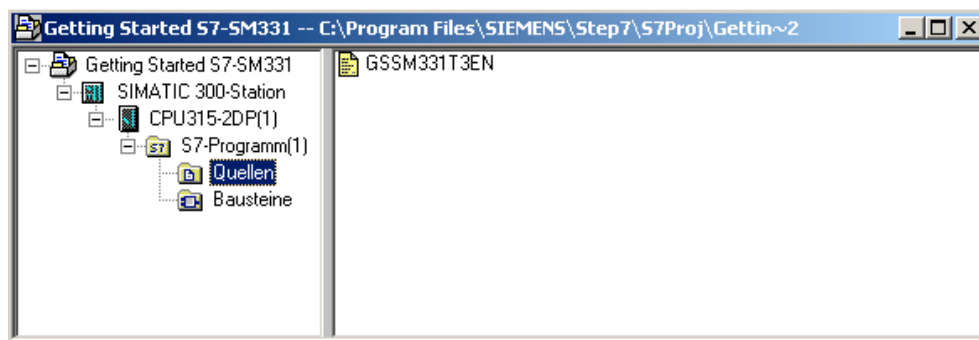 Getting Started S7-SM331 -- C:\Program Files\SIEMENS\Step7\S7Proj\Gettin~2
Getting Started S7-SM331
SIMATIC 300-Station
CPU315-2DP(1)
S7-Programm(1)
Quellen
Bausteine
GSSM331T3EN